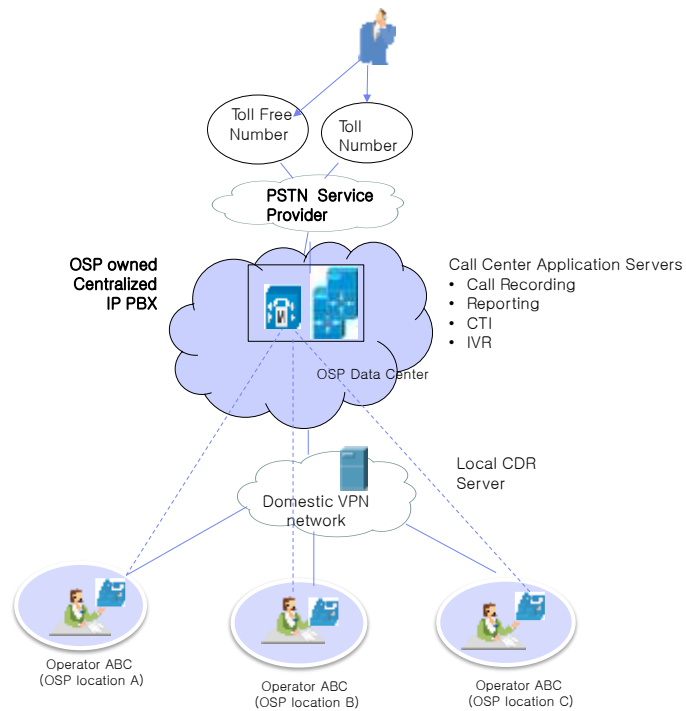 Toll Free
Number
Toll
Number
PSTN Service
Provider
OSP owned
Centralized
IP PBX
Call Center Application Servers
• Call Recording
• Reporting
• CTI
• IVR
OSP Data Center
Local CDR
Server
Domestic VPN
network
Operator ABC
(OSP location A)
Operator ABC
(OSP location B)
Operator ABC
(OSP location C)